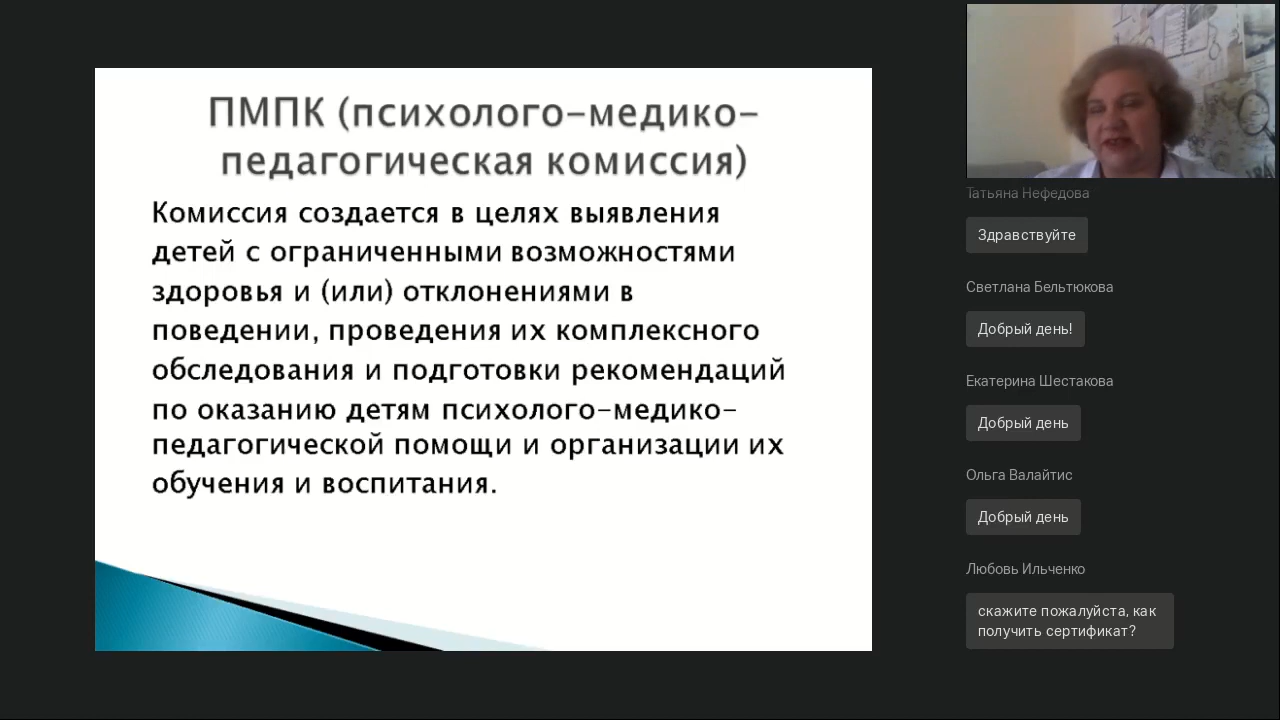 ПМПК (психолого-медико-
педагогическая комиссия)
Комиссия создается в целях выявления
детей с ограниченными возможностями
здоровья и (или) отклонениями в
поведении, проведения их комплексного
обследования и подготовки рекомендаций
по оказанию детям психолого-медико-
педагогической помощи и организации их
обучения и воспитания.
Татьяна Нефедова
Здравствуйте
Светлана Бельтюкова
Добрый день!
Екатерина Шестакова
Добрый день
Ольга Валайтис
Добрый день
Любовь Ильченко
скажите пожалуйста, как
получить сертификат?